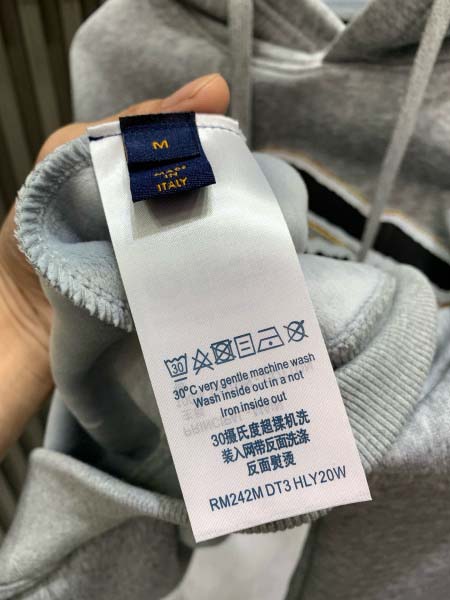 M
MADE
IN
ITALY
30
30°C very gentle machine wash
Wash inside out in a not
Iron inside out
30摄氏度超揉机洗
装入网带反面洗涤
反面熨烫
RM242M DT3 HLY20W